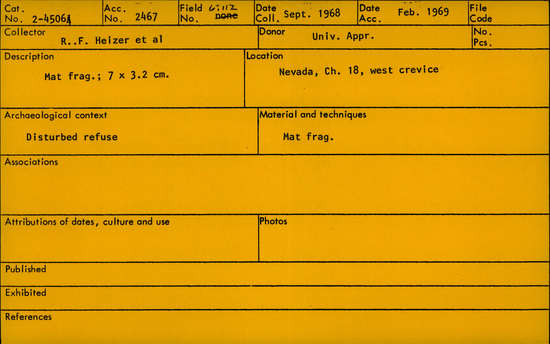 Cat. No. 2-4506A
Acc. No. 2467
Field No. none
Date Coll. Sept. 1968
Date Acc. Feb. 1969
File Code
Collector R..F. Heizer et al
Donor Univ. Appr.
No. Pcs.
Description
Mat frag.; 7 x 3.2 cm.
Location
Nevada, Ch. 18, west crevice
Archaeological context
Disturbed refuse
Material and techniques
Mat frag.
Associations
Attributions of dates, culture and use
Photos
Published
Exhibited
References